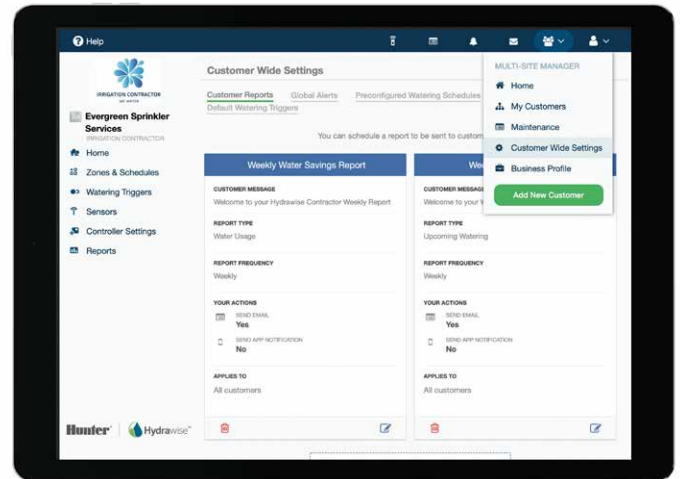 Help
MULTI-SITE MANAGER
Home
My Customers
Maintenance
Customer Wide Settings
Business Profile
Add New Customer
IRRIGATION CONTRACTOR
Evergreen Sprinkler
Services
IRRIGATION CONTRACTOR
Home
Zones & Schedules
Watering Triggers
Sensors
Controller Settings
Reports
Customer Wide Settings
Customer Reports Global Alerts Preconfigured Watering Schedules
Default Watering Triggers
You can schedule a report to be sent to custom
Weekly Water Savings Report
CUSTOMER MESSAGE
Welcome to your Hydrawise Contractor Weekly Report
REPORT TYPE
Water Usage
REPORT FREQUENCY
Weekly
YOUR ACTIONS
SEND EMAIL
Yes
SEND APP NOTIFICATION
No
APPLIES TO
All customers
We
CUSTOMER MESSAGE
Welcome to your
REPORT TYPE
Upcoming Watering
REPORT FREQUENCY
Weekly
YOUR ACTIONS
SEND EMAIL
Yes
SEND APP NOTIFICATION
No
APPLIES TO
All customers
Hunter® Hydrawise™